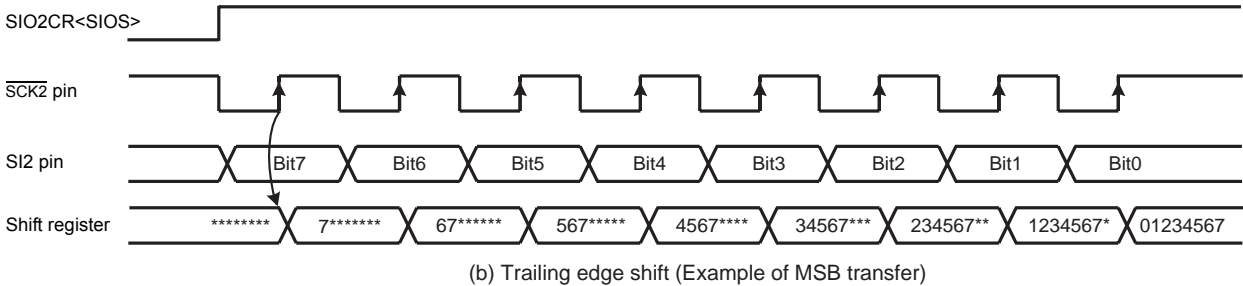 SIO2CR<SIOS>
SCK2 pin
SI2 pin Bit7 Bit6 Bit5 Bit4 Bit3 Bit2 Bit1 Bit0
Shift register ******** 7******* 67****** 567***** 4567**** 34567*** 234567** 1234567* 01234567
(b) Trailing edge shift (Example of MSB transfer)